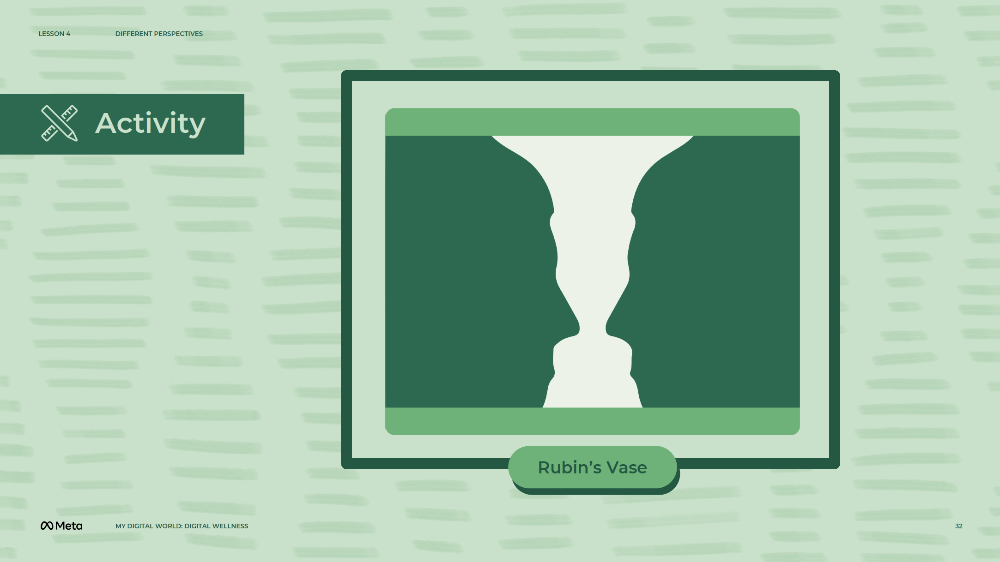 LESSON 4
DIFFERENT PERSPECTIVES
Activity
Rubin’s Vase
Meta
MY DIGITAL WORLD: DIGITAL WELLNESS
32